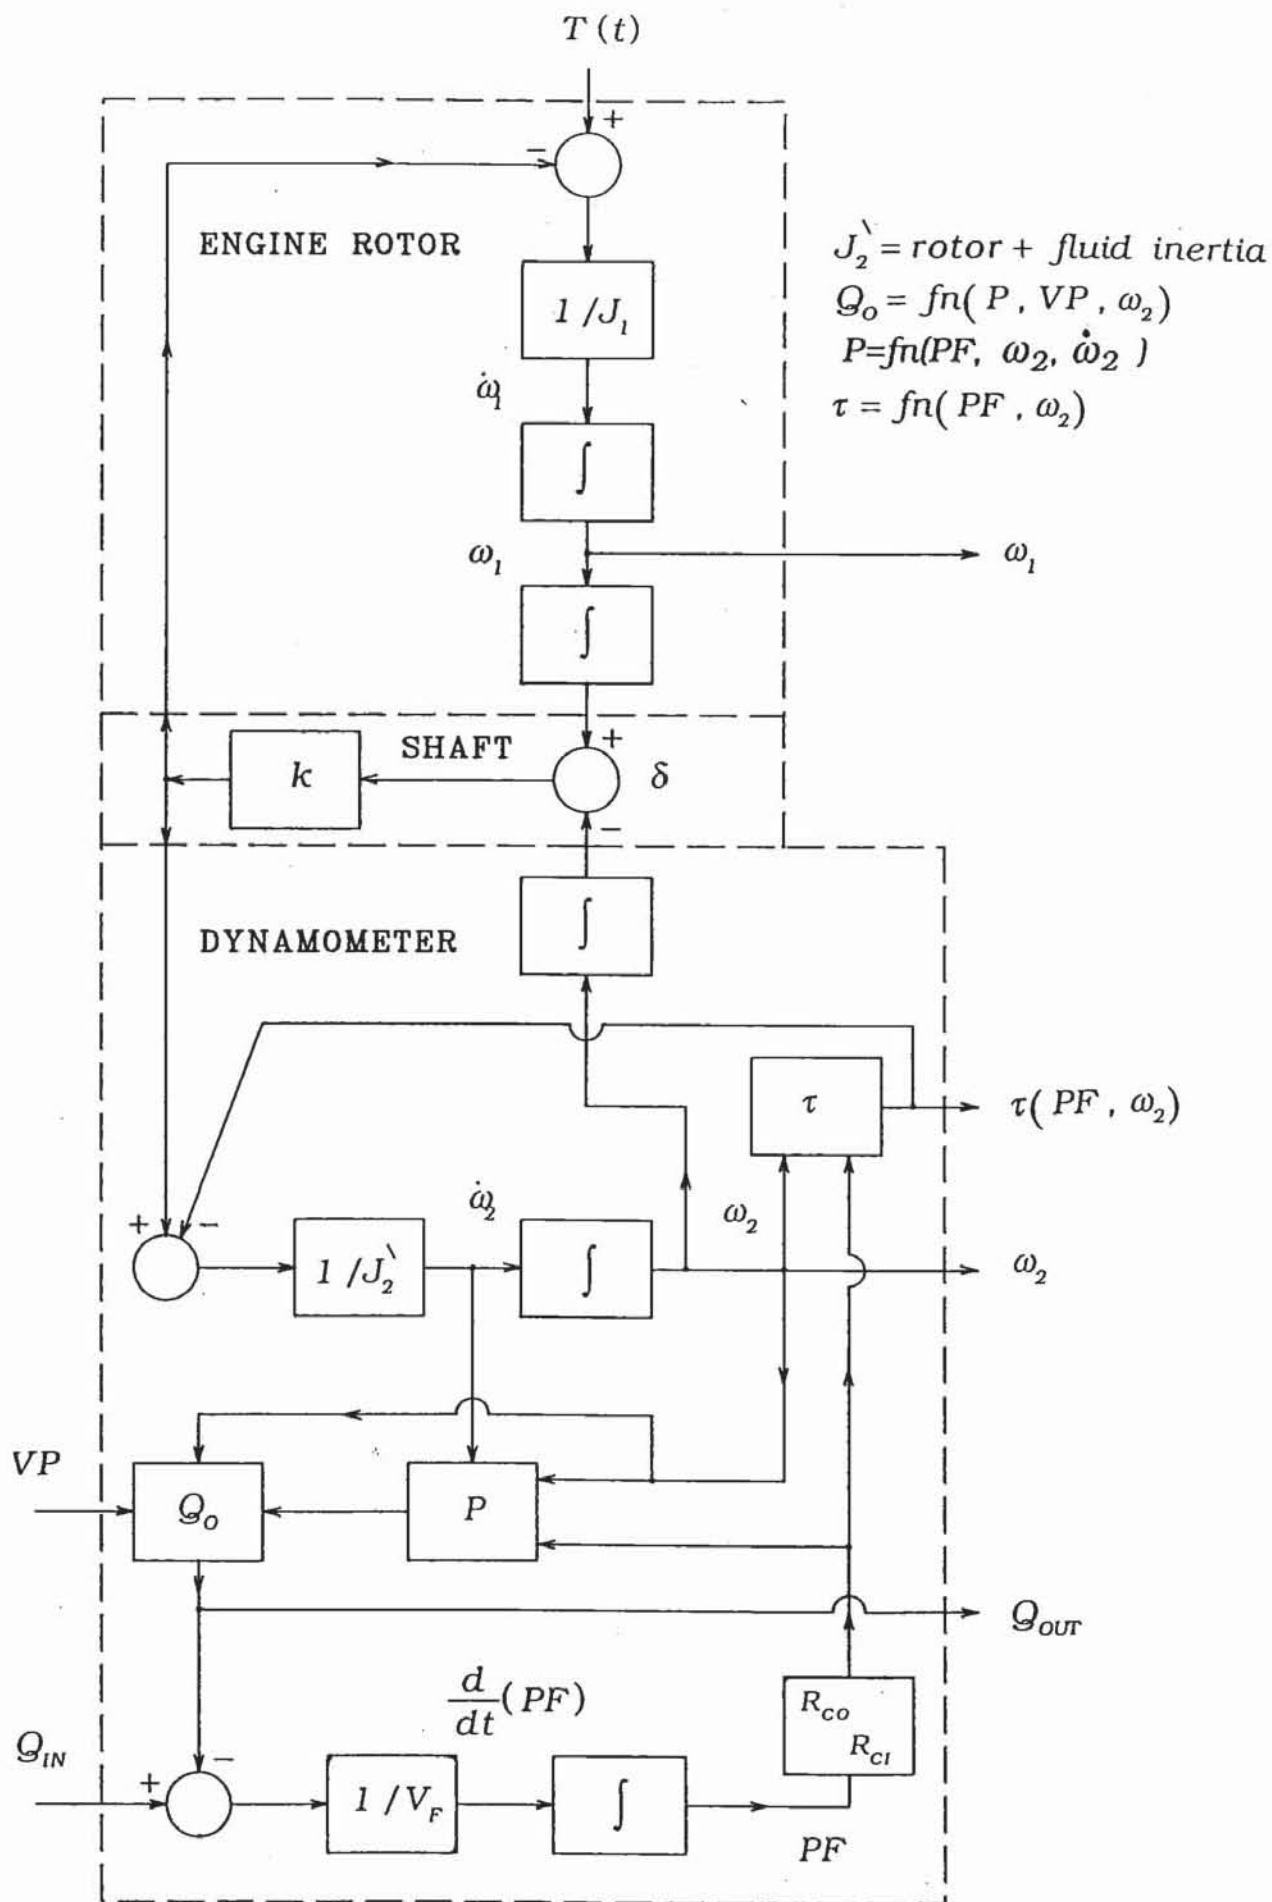 T(t)
+
−
ENGINE ROTOR
J₂` = rotor + fluid inertia
Qₒ = fn( P , VP , ω₂)
P=fn(PF, ω₂, ω̇₂ )
τ = fn( PF , ω₂)
1/J₁
ω̇₁
∫
ω₁
ω₁
∫
SHAFT
+
k
δ
−
∫
DYNAMOMETER
τ
τ( PF , ω₂)
ω̇₂
ω₂
+
−
1/J₂`
∫
ω₂
VP
Qₒ
P
Q_OUT
d/dt (PF)
R_CO
R_CI
Q_IN
−
+
1/V_F
∫
PF